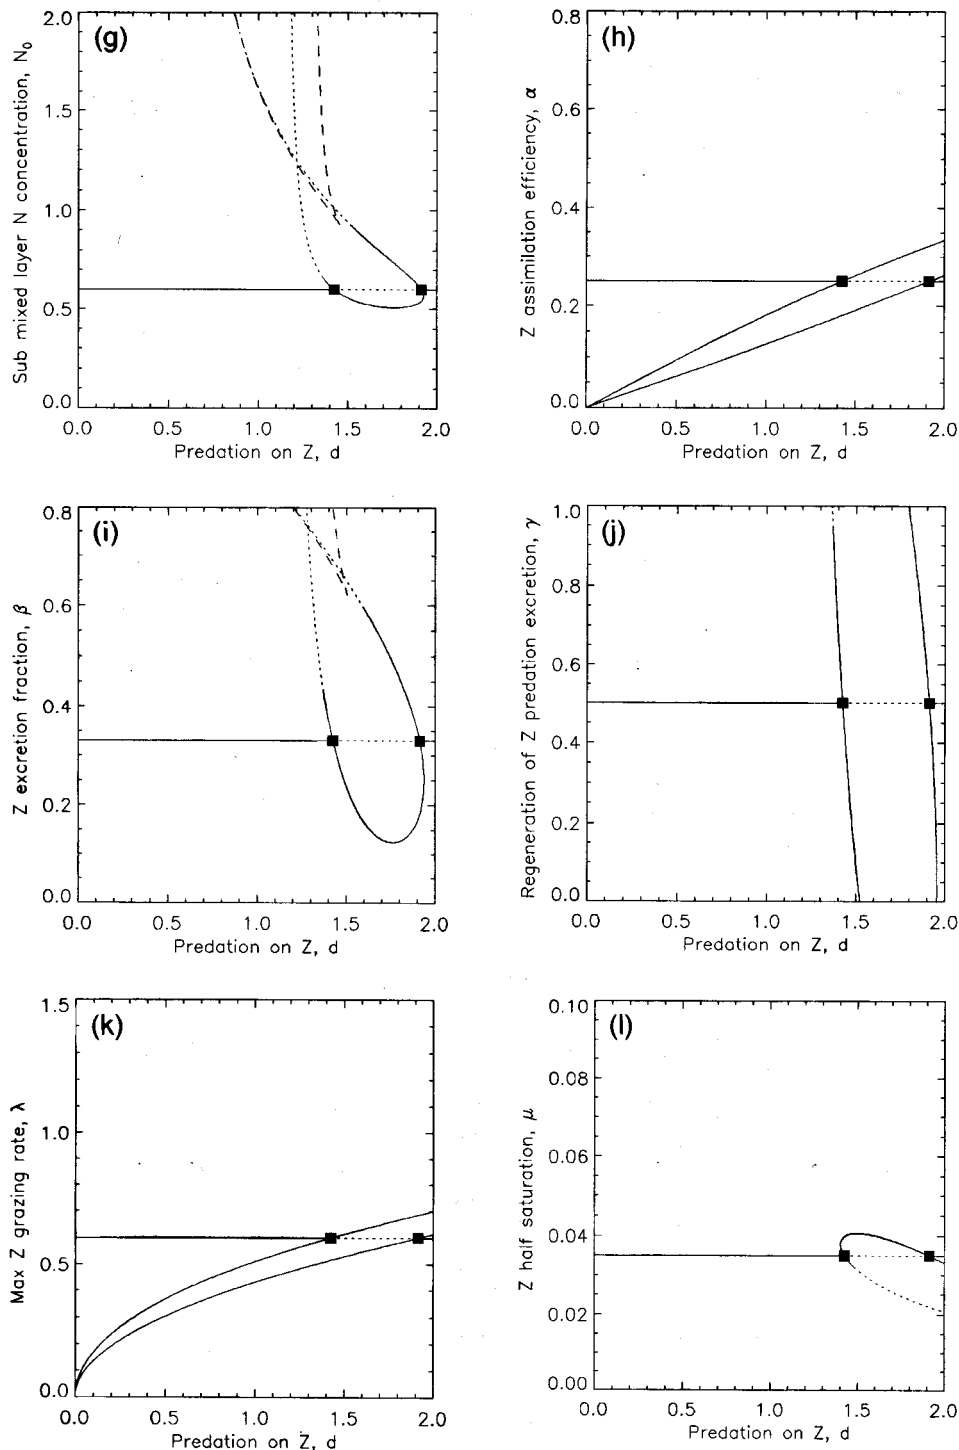 (g)
Sub mixed layer N concentration, N₀
2.0
1.5
1.0
0.5
0.0
0.0 0.5 1.0 1.5 2.0
Predation on Z, d
(h)
Z assimilation efficiency, α
0.8
0.4
0.2
0.0
0.0 0.5 1.0 1.5 2.0
Predation on Z, d
(i)
Z excretion fraction, β
0.8
0.6
0.4
0.2
0.0
0.0 0.5 1.0 1.5 2.0
Predation on Z, d
(j)
Regeneration of Z predation excretion, γ
1.0
0.8
0.6
0.4
0.2
0.0
0.0 0.5 1.0 1.5 2.0
Predation on Z, d
(k)
Max Z grazing rate, λ
1.5
1.0
0.5
0.0
0.0 0.5 1.0 1.5 2.0
Predation on Z, d
(l)
Z half saturation, μ
0.10
0.08
0.06
0.04
0.02
0.00
0.0 0.5 1.0 1.5 2.0
Predation on Z, d